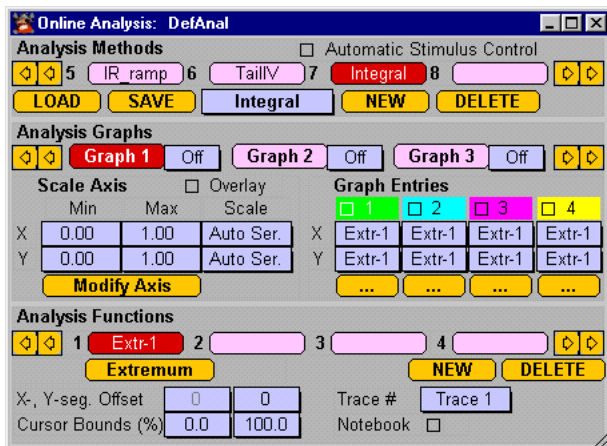 Online Analysis: DefAnal
Analysis Methods Automatic Stimulus Control
5 IR_ramp 6 TailIV 7 Integral 8
LOAD SAVE Integral NEW DELETE
Analysis Graphs
Graph 1 Off Graph 2 Off Graph 3 Off
Scale Axis Overlay Graph Entries
Min Max Scale 1 2 3 4
X 0.00 1.00 Auto Ser. X Extr-1 Extr-1 Extr-1 Extr-1
Y 0.00 1.00 Auto Ser. Y Extr-1 Extr-1 Extr-1 Extr-1
Modify Axis ... ... ... ...
Analysis Functions
1 Extr-1 2 3 4
Extremum NEW DELETE
X-, Y-seg. Offset 0 0 Trace # Trace 1
Cursor Bounds (%) 0.0 100.0 Notebook